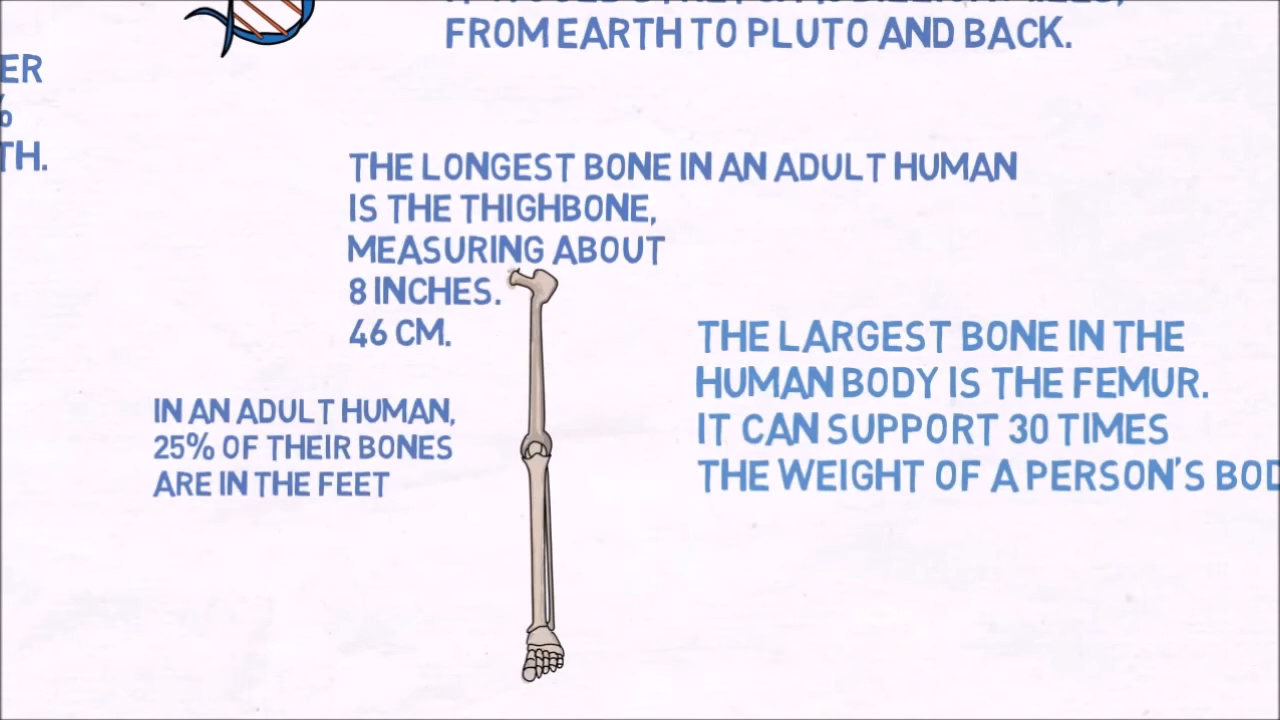 FROM EARTH TO PLUTO AND BACK.
ER
%
TH.
THE LONGEST BONE IN AN ADULT HUMAN
IS THE THIGHBONE,
MEASURING ABOUT
8 INCHES.
46 CM.
THE LARGEST BONE IN THE
HUMAN BODY IS THE FEMUR.
IT CAN SUPPORT 30 TIMES
THE WEIGHT OF A PERSON'S BOD
IN AN ADULT HUMAN,
25% OF THEIR BONES
ARE IN THE FEET